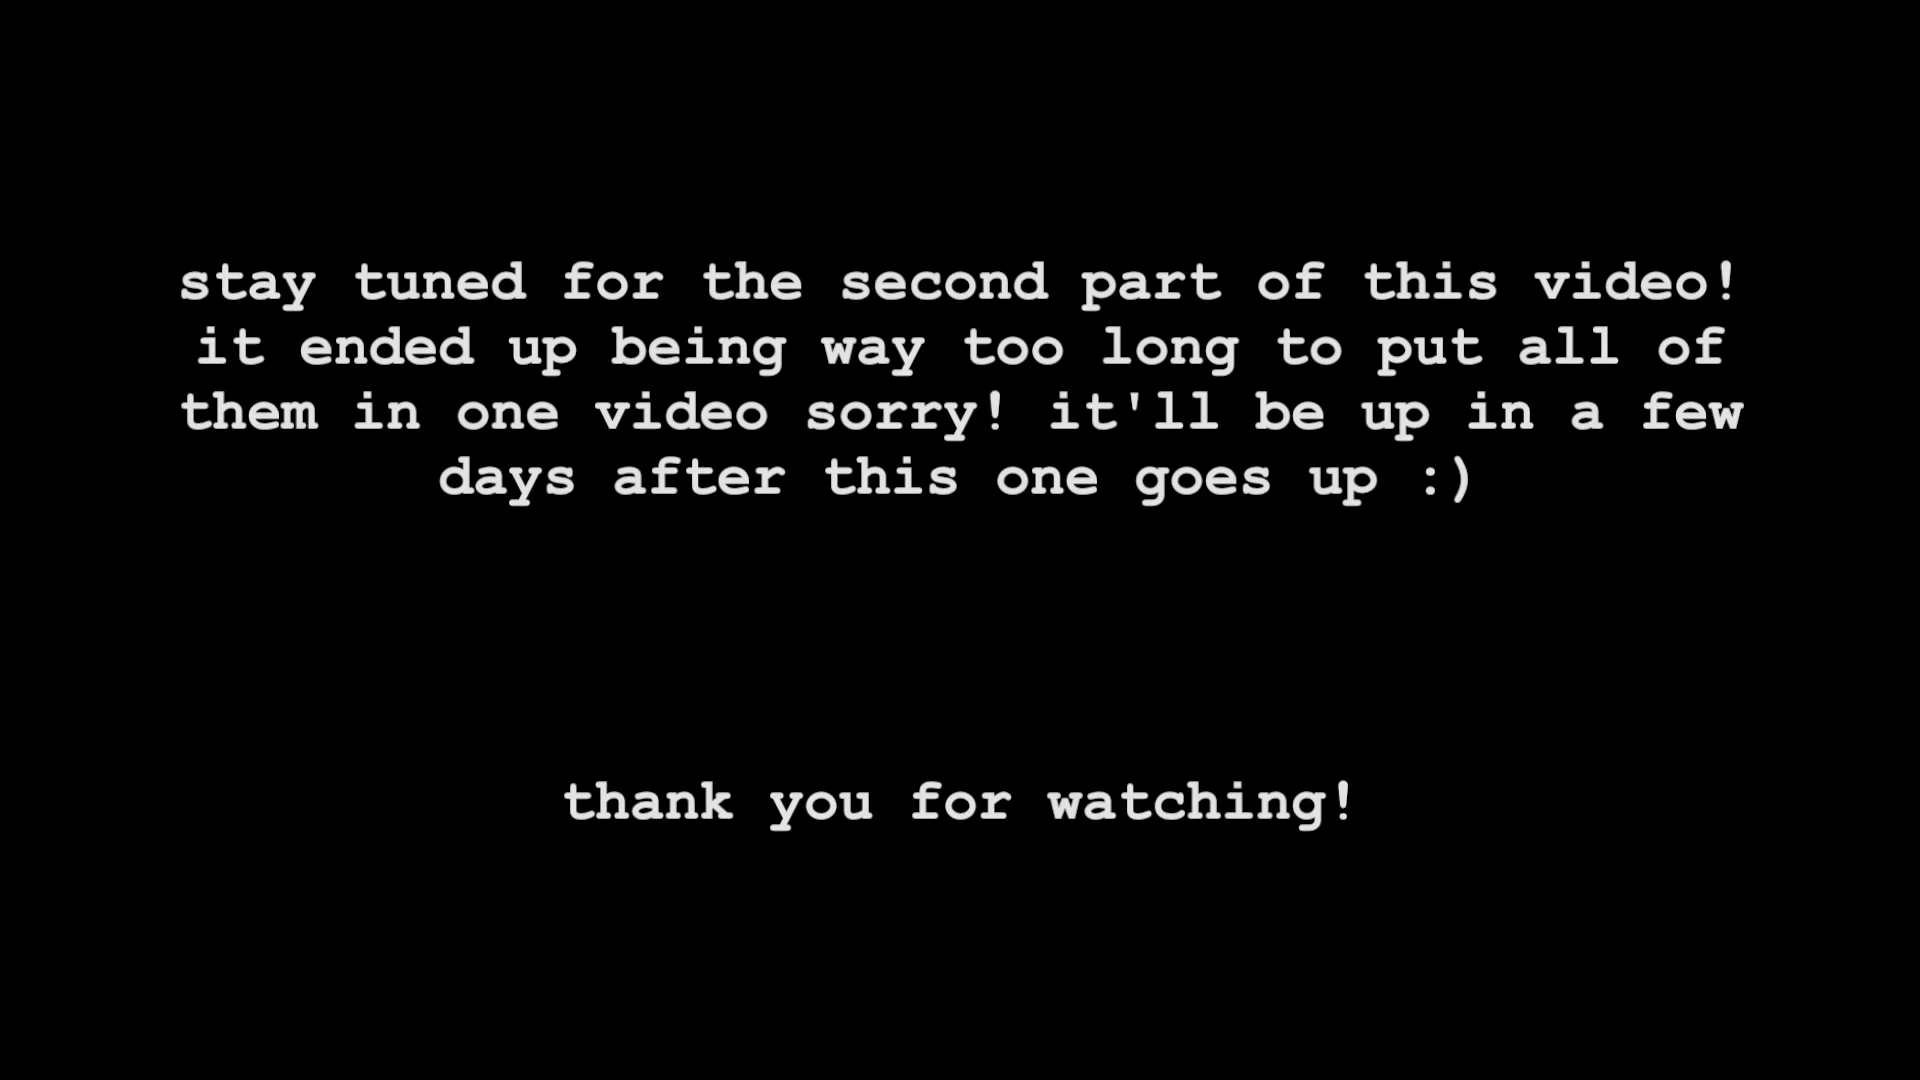 stay tuned for the second part of this video!
it ended up being way too long to put all of
them in one video sorry! it'll be up in a few
days after this one goes up :)
thank you for watching!